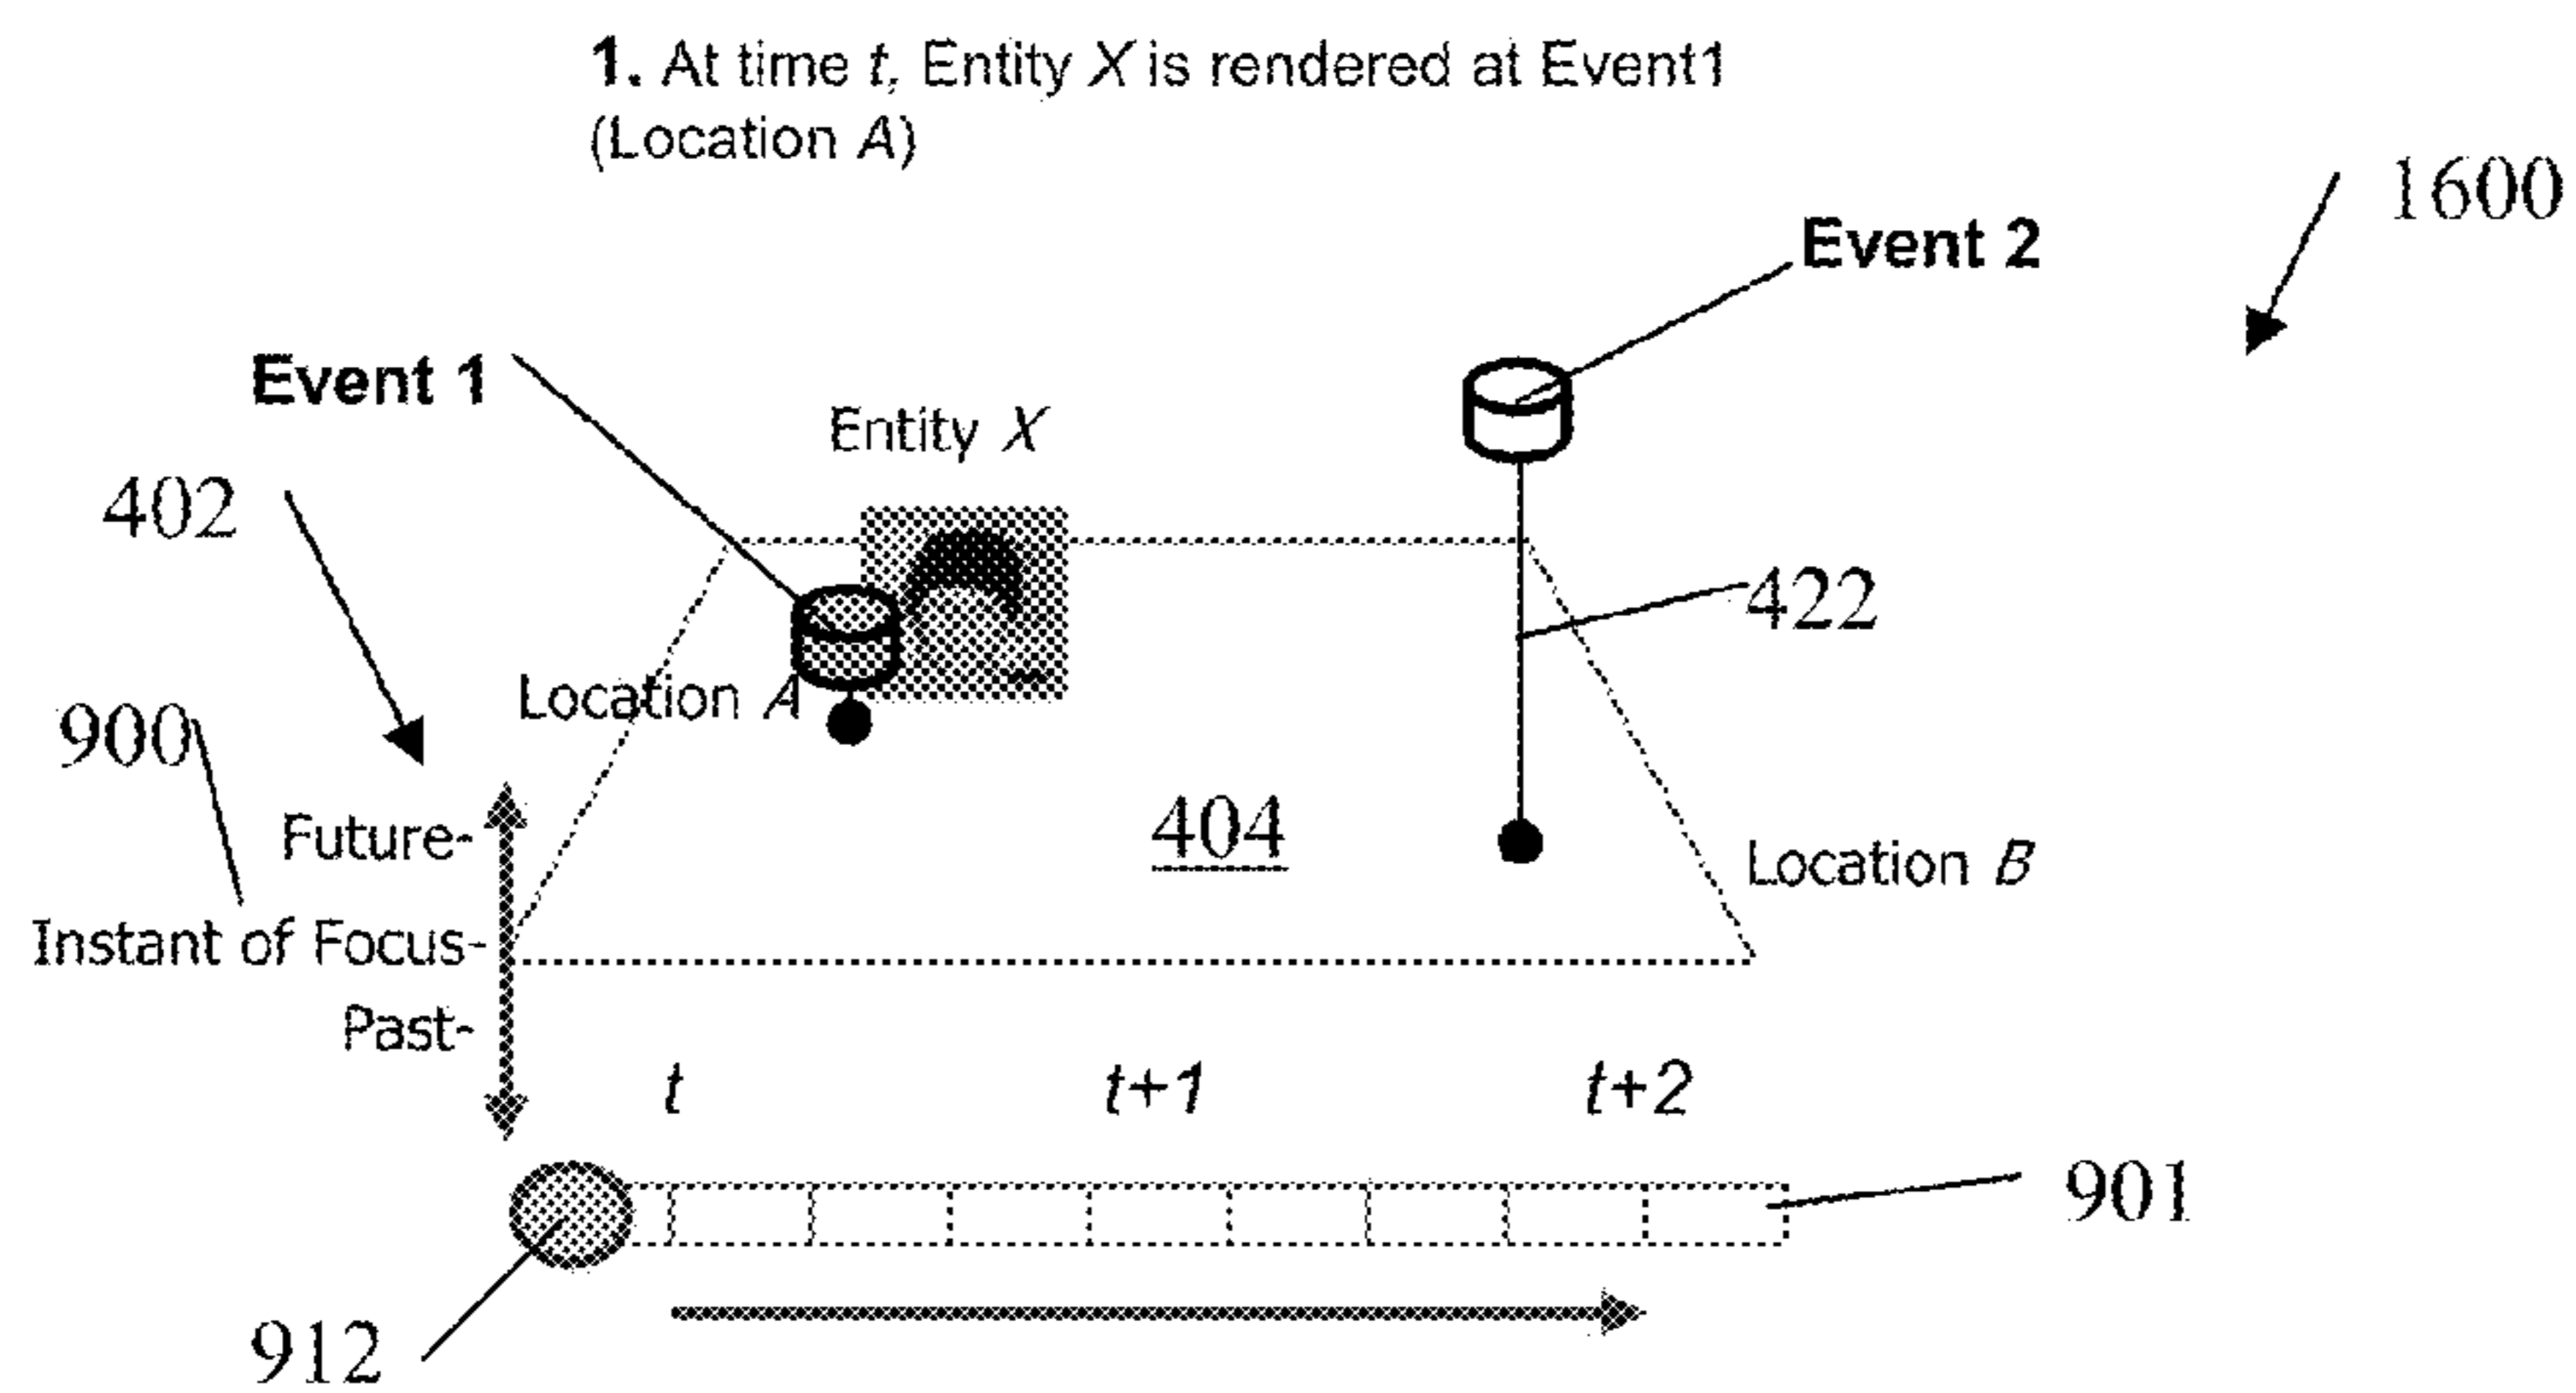 1. At time t, Entity X is rendered at Event1
(Location A)
1600
Event 2
Event 1
Entity X
402
422
Location A
900
Future-
404
Location B
Instant of Focus-
Past-
t
t+1
t+2
901
912